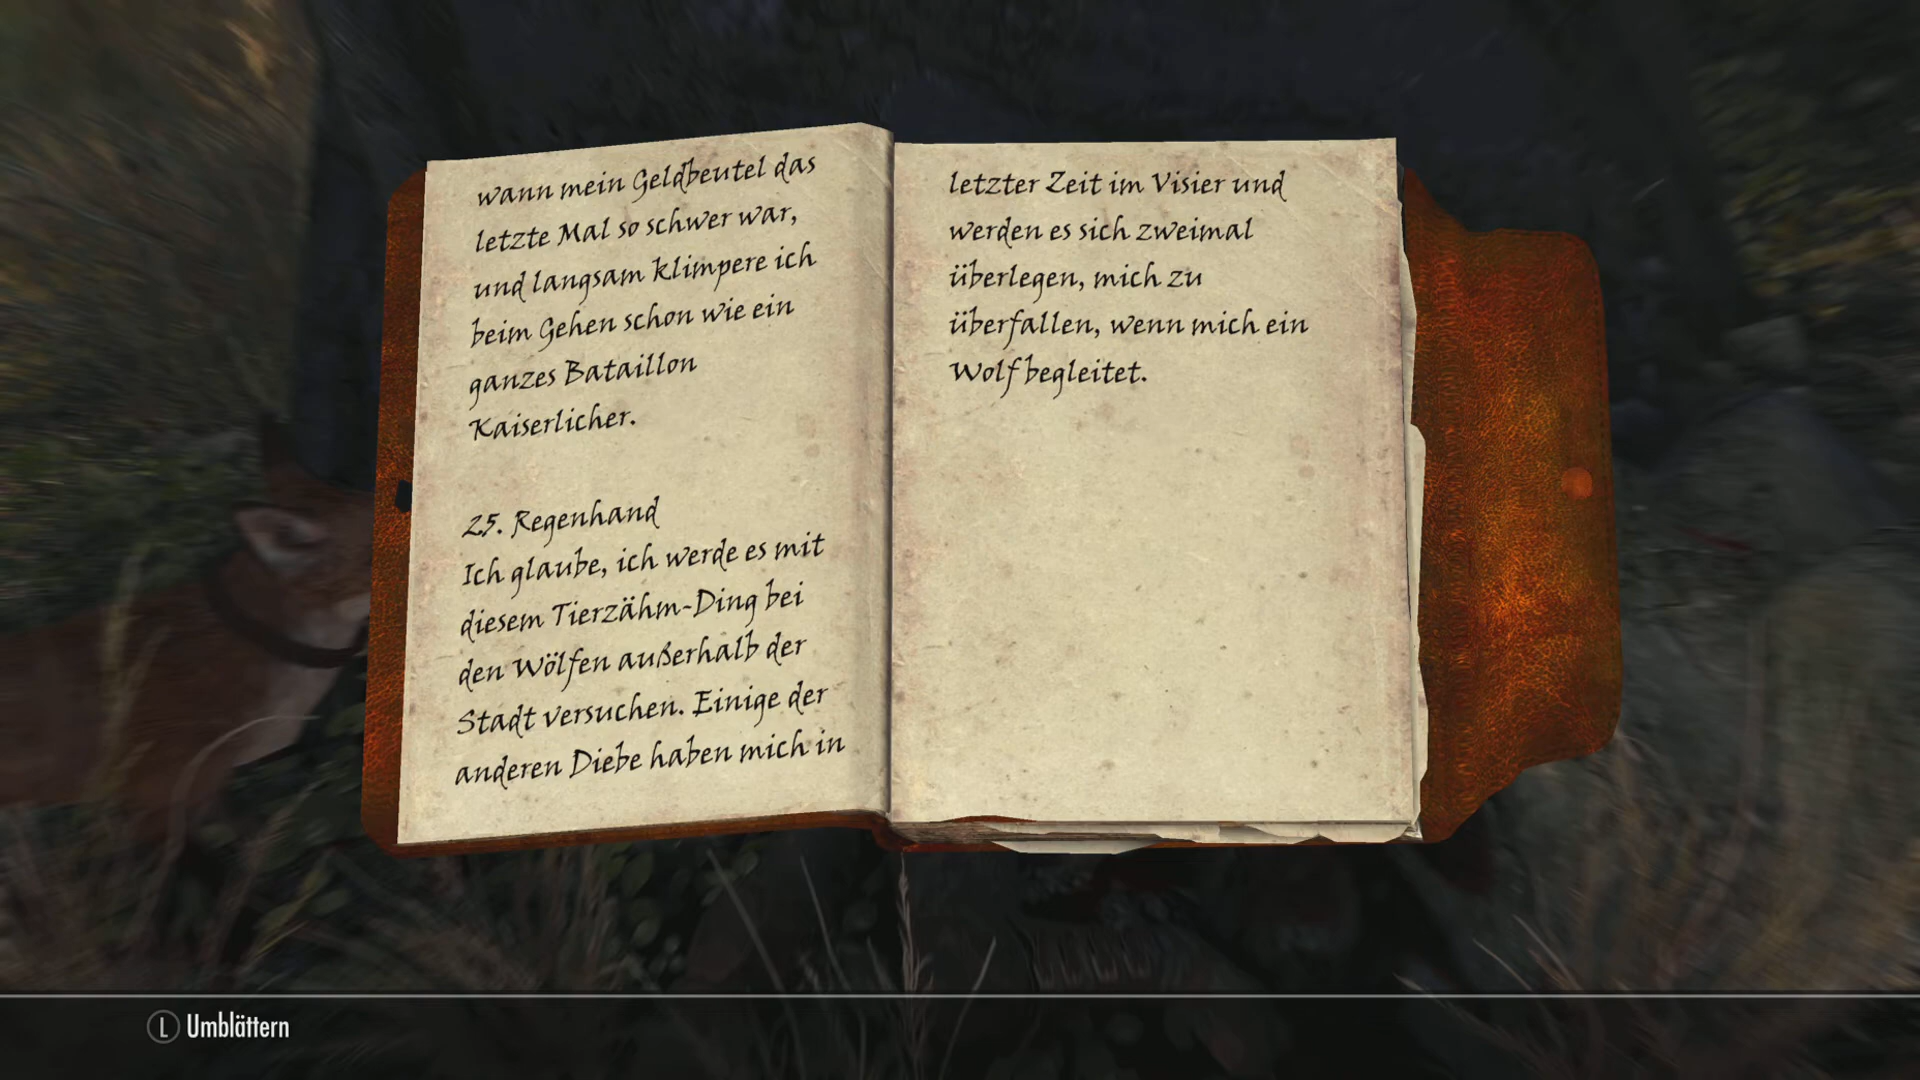 wann mein Geldbeutel das
letzte Mal so schwer war,
und langsam klimpere ich
beim Gehen schon wie ein
ganzes Bataillon
Kaiserlicher.
25. Regenhand
Ich glaube, ich werde es mit
diesem Tierzähm-Ding bei
den Wölfen außerhalb der
Stadt versuchen. Einige der
anderen Diebe haben mich in
letzter Zeit im Visier und
werden es sich zweimal
überlegen, mich zu
überfallen, wenn mich ein
Wolf begleitet.
L Umblättern